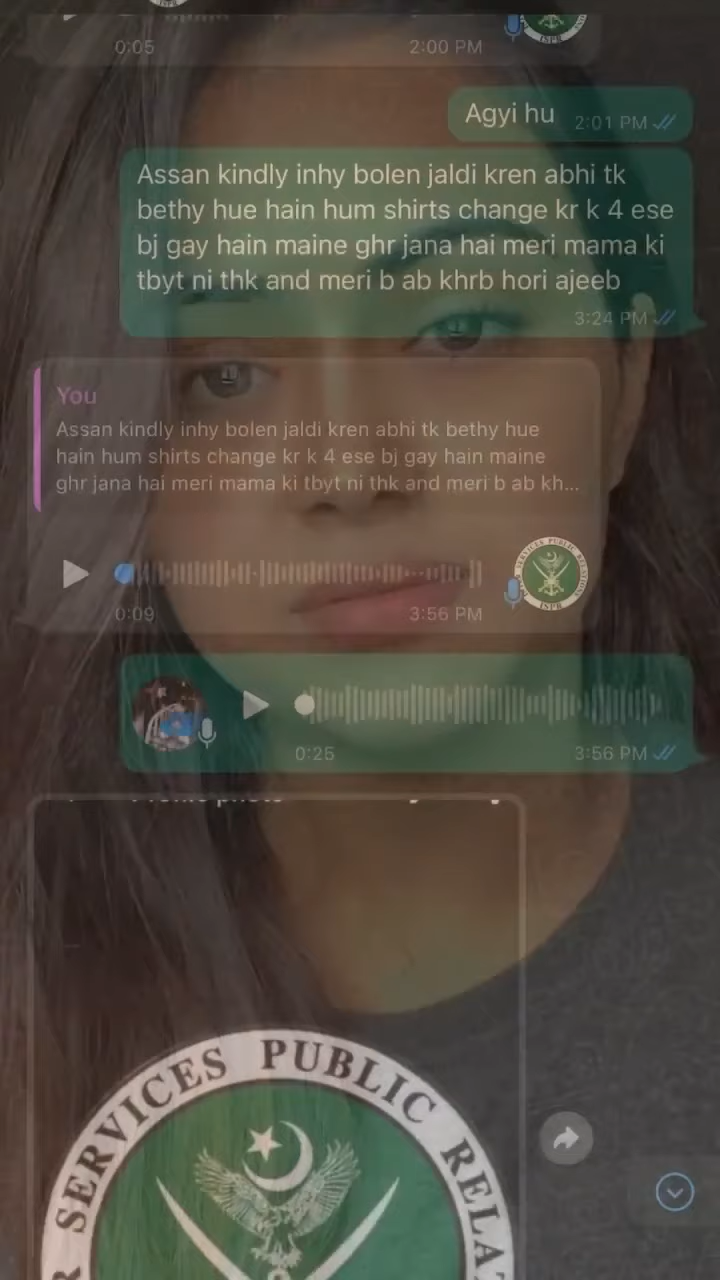 ISPR
0:05
2:00 PM
Agyi hu
2:01 PM
Assan kindly inhy bolen jaldi kren abhi tk
bethy hue hain hum shirts change kr k 4 ese
bj gay hain maine ghr jana hai meri mama ki
tbyt ni thk and meri b ab khrb hori ajeeb
3:24 PM
You
Assan kindly inhy bolen jaldi kren abhi tk bethy hue
hain hum shirts change kr k 4 ese bj gay hain maine
ghr jana hai meri mama ki tbyt ni thk and meri b ab kh...
SERVICES PUBLIC RELATIONS
ISPR
0:09
3:56 PM
0:25
3:56 PM
R SERVICES PUBLIC RELA